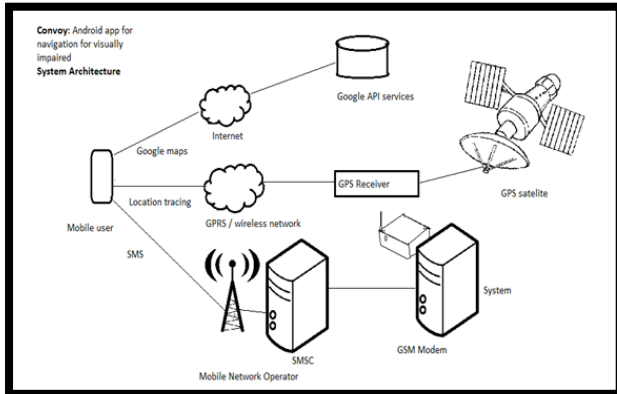 Convoy: Android app for
navigation for visually
impaired
System Architecture
Google API services
Internet
Google maps
GPS Receiver
Location tracing
GPS satelite
GPRS / wireless network
Mobile user
SMS
System
SMSC
GSM Modem
Mobile Network Operator